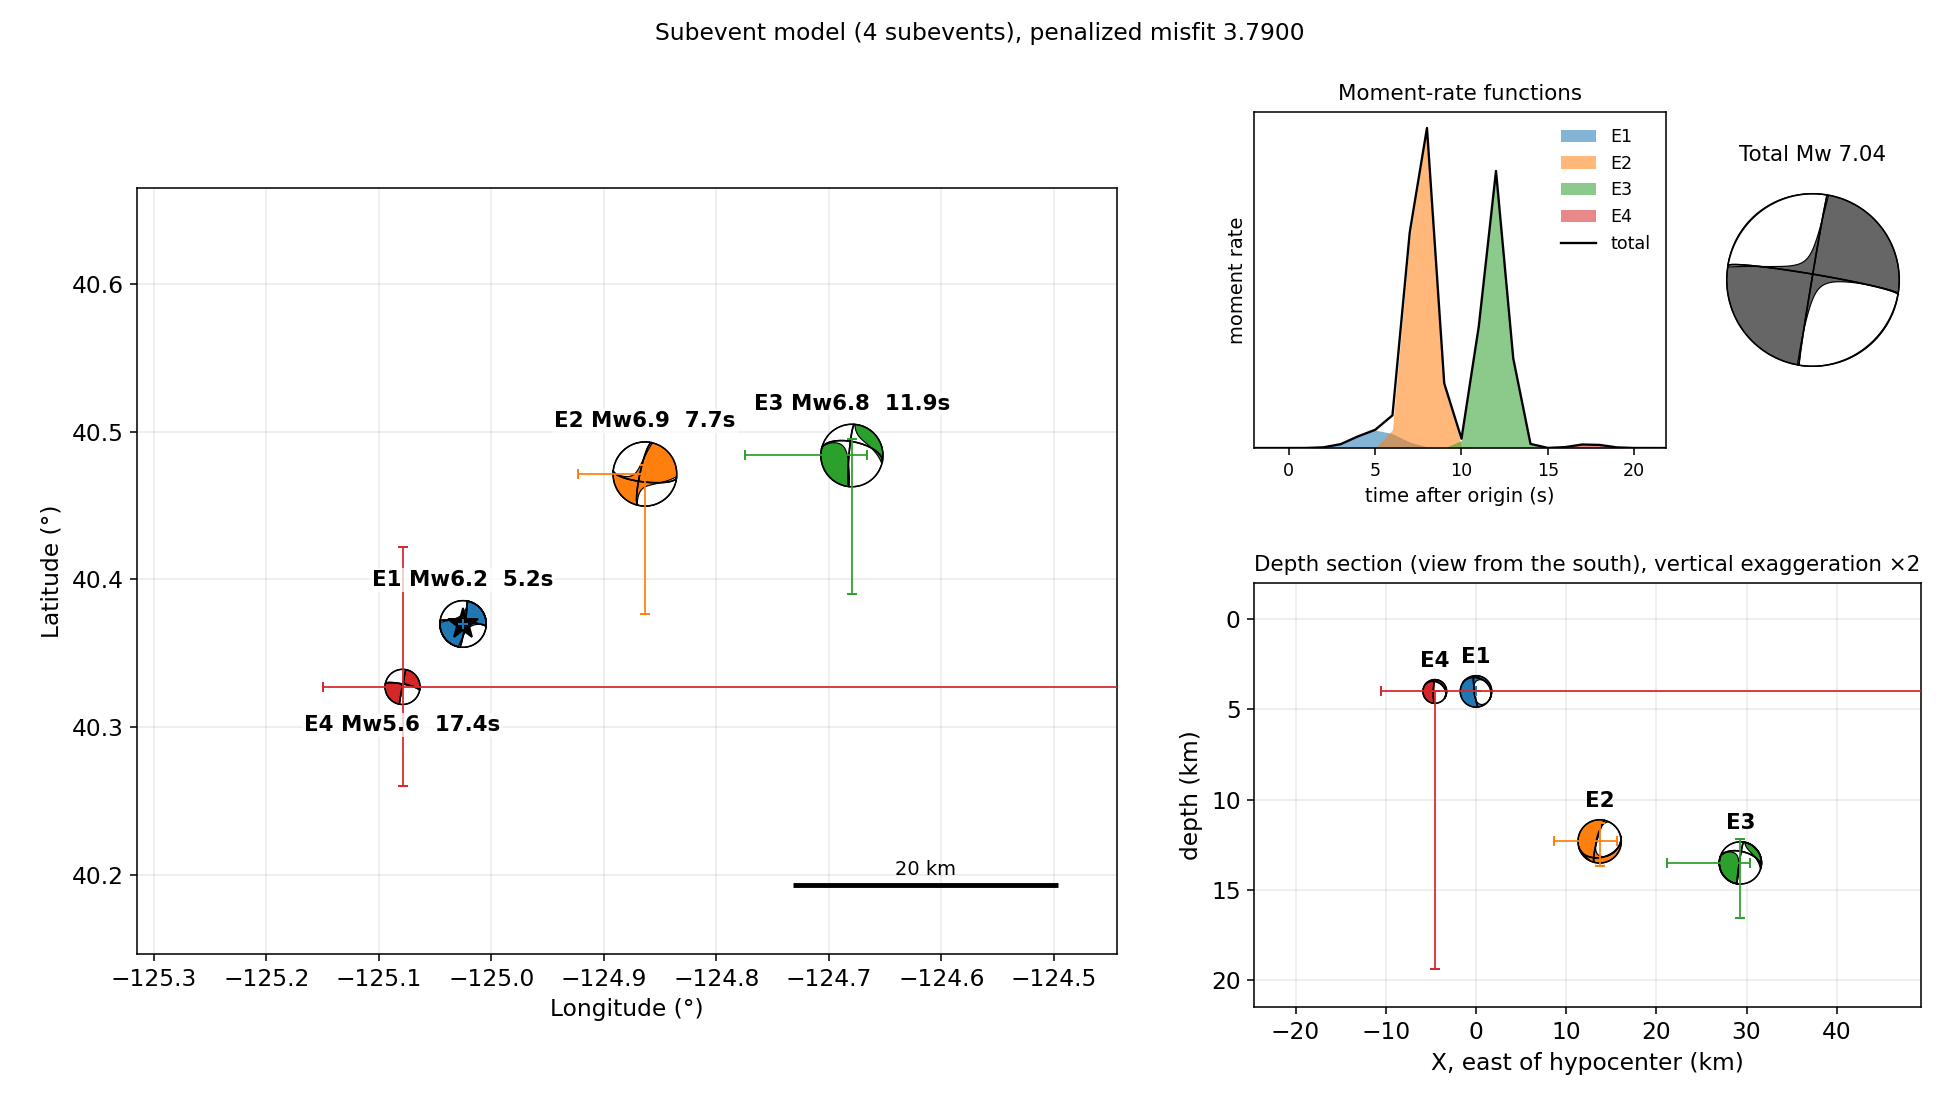 Subevent model (4 subevents), penalized misfit 3.7900
Moment-rate functions
E1
E2
E3
E4
total
moment rate
0 5 10 15 20
time after origin (s)
Total Mw 7.04
E3 Mw6.8 11.9s
E2 Mw6.9 7.7s
E1 Mw6.2 5.2s
E4 Mw5.6 17.4s
20 km
40.6
40.5
40.4
40.3
40.2
Latitude (°)
−125.3 −125.2 −125.1 −125.0 −124.9 −124.8 −124.7 −124.6 −124.5
Longitude (°)
Depth section (view from the south), vertical exaggeration ×2
E4 E1
E2
E3
0
5
10
15
20
depth (km)
−20 −10 0 10 20 30 40
X, east of hypocenter (km)